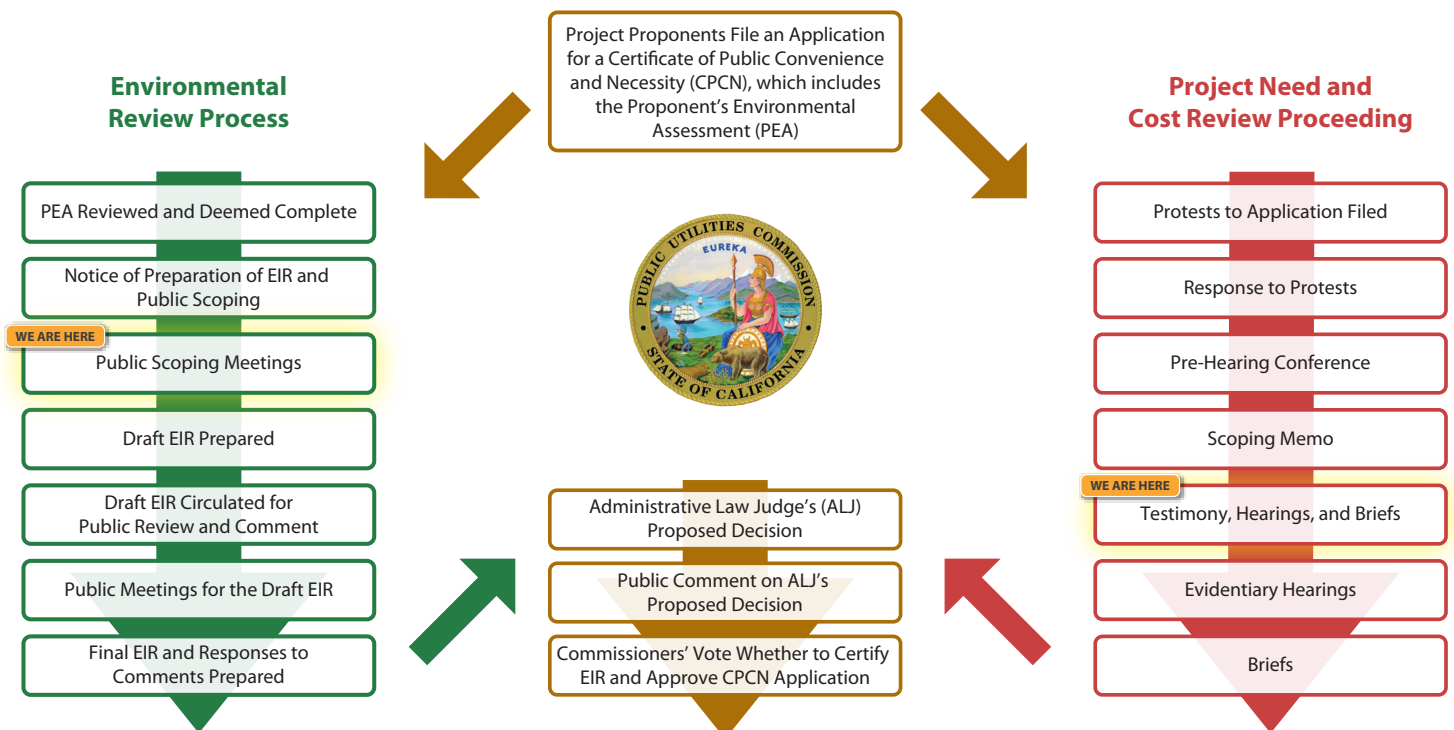 Project Proponents File an Application
for a Certificate of Public Convenience
and Necessity (CPCN), which includes
the Proponent's Environmental
Assessment (PEA)
Environmental
Review Process
PEA Reviewed and Deemed Complete
Notice of Preparation of EIR and
Public Scoping
WE ARE HERE
Public Scoping Meetings
Draft EIR Prepared
Draft EIR Circulated for
Public Review and Comment
Public Meetings for the Draft EIR
Final EIR and Responses to
Comments Prepared
PUBLIC UTILITIES COMMISSION
EUREKA
STATE OF CALIFORNIA
Administrative Law Judge's (ALJ)
Proposed Decision
Public Comment on ALJ's
Proposed Decision
Commissioners' Vote Whether to Certify
EIR and Approve CPCN Application
Project Need and
Cost Review Proceeding
Protests to Application Filed
Response to Protests
Pre-Hearing Conference
Scoping Memo
WE ARE HERE
Testimony, Hearings, and Briefs
Evidentiary Hearings
Briefs